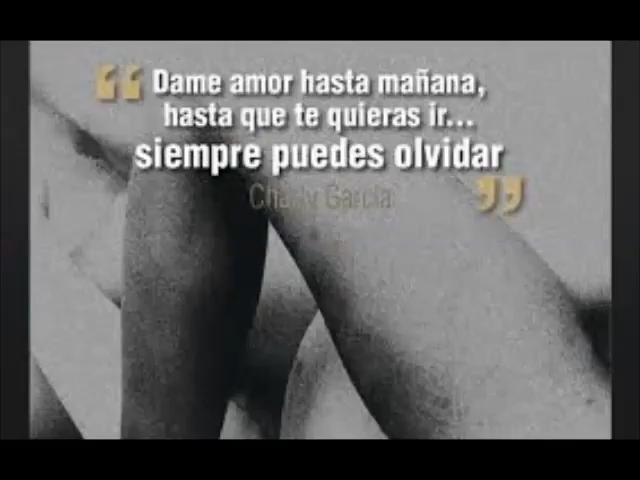 “ Dame amor hasta mañana,
hasta que te quieras ir...
siempre puedes olvidar
Charly García ”